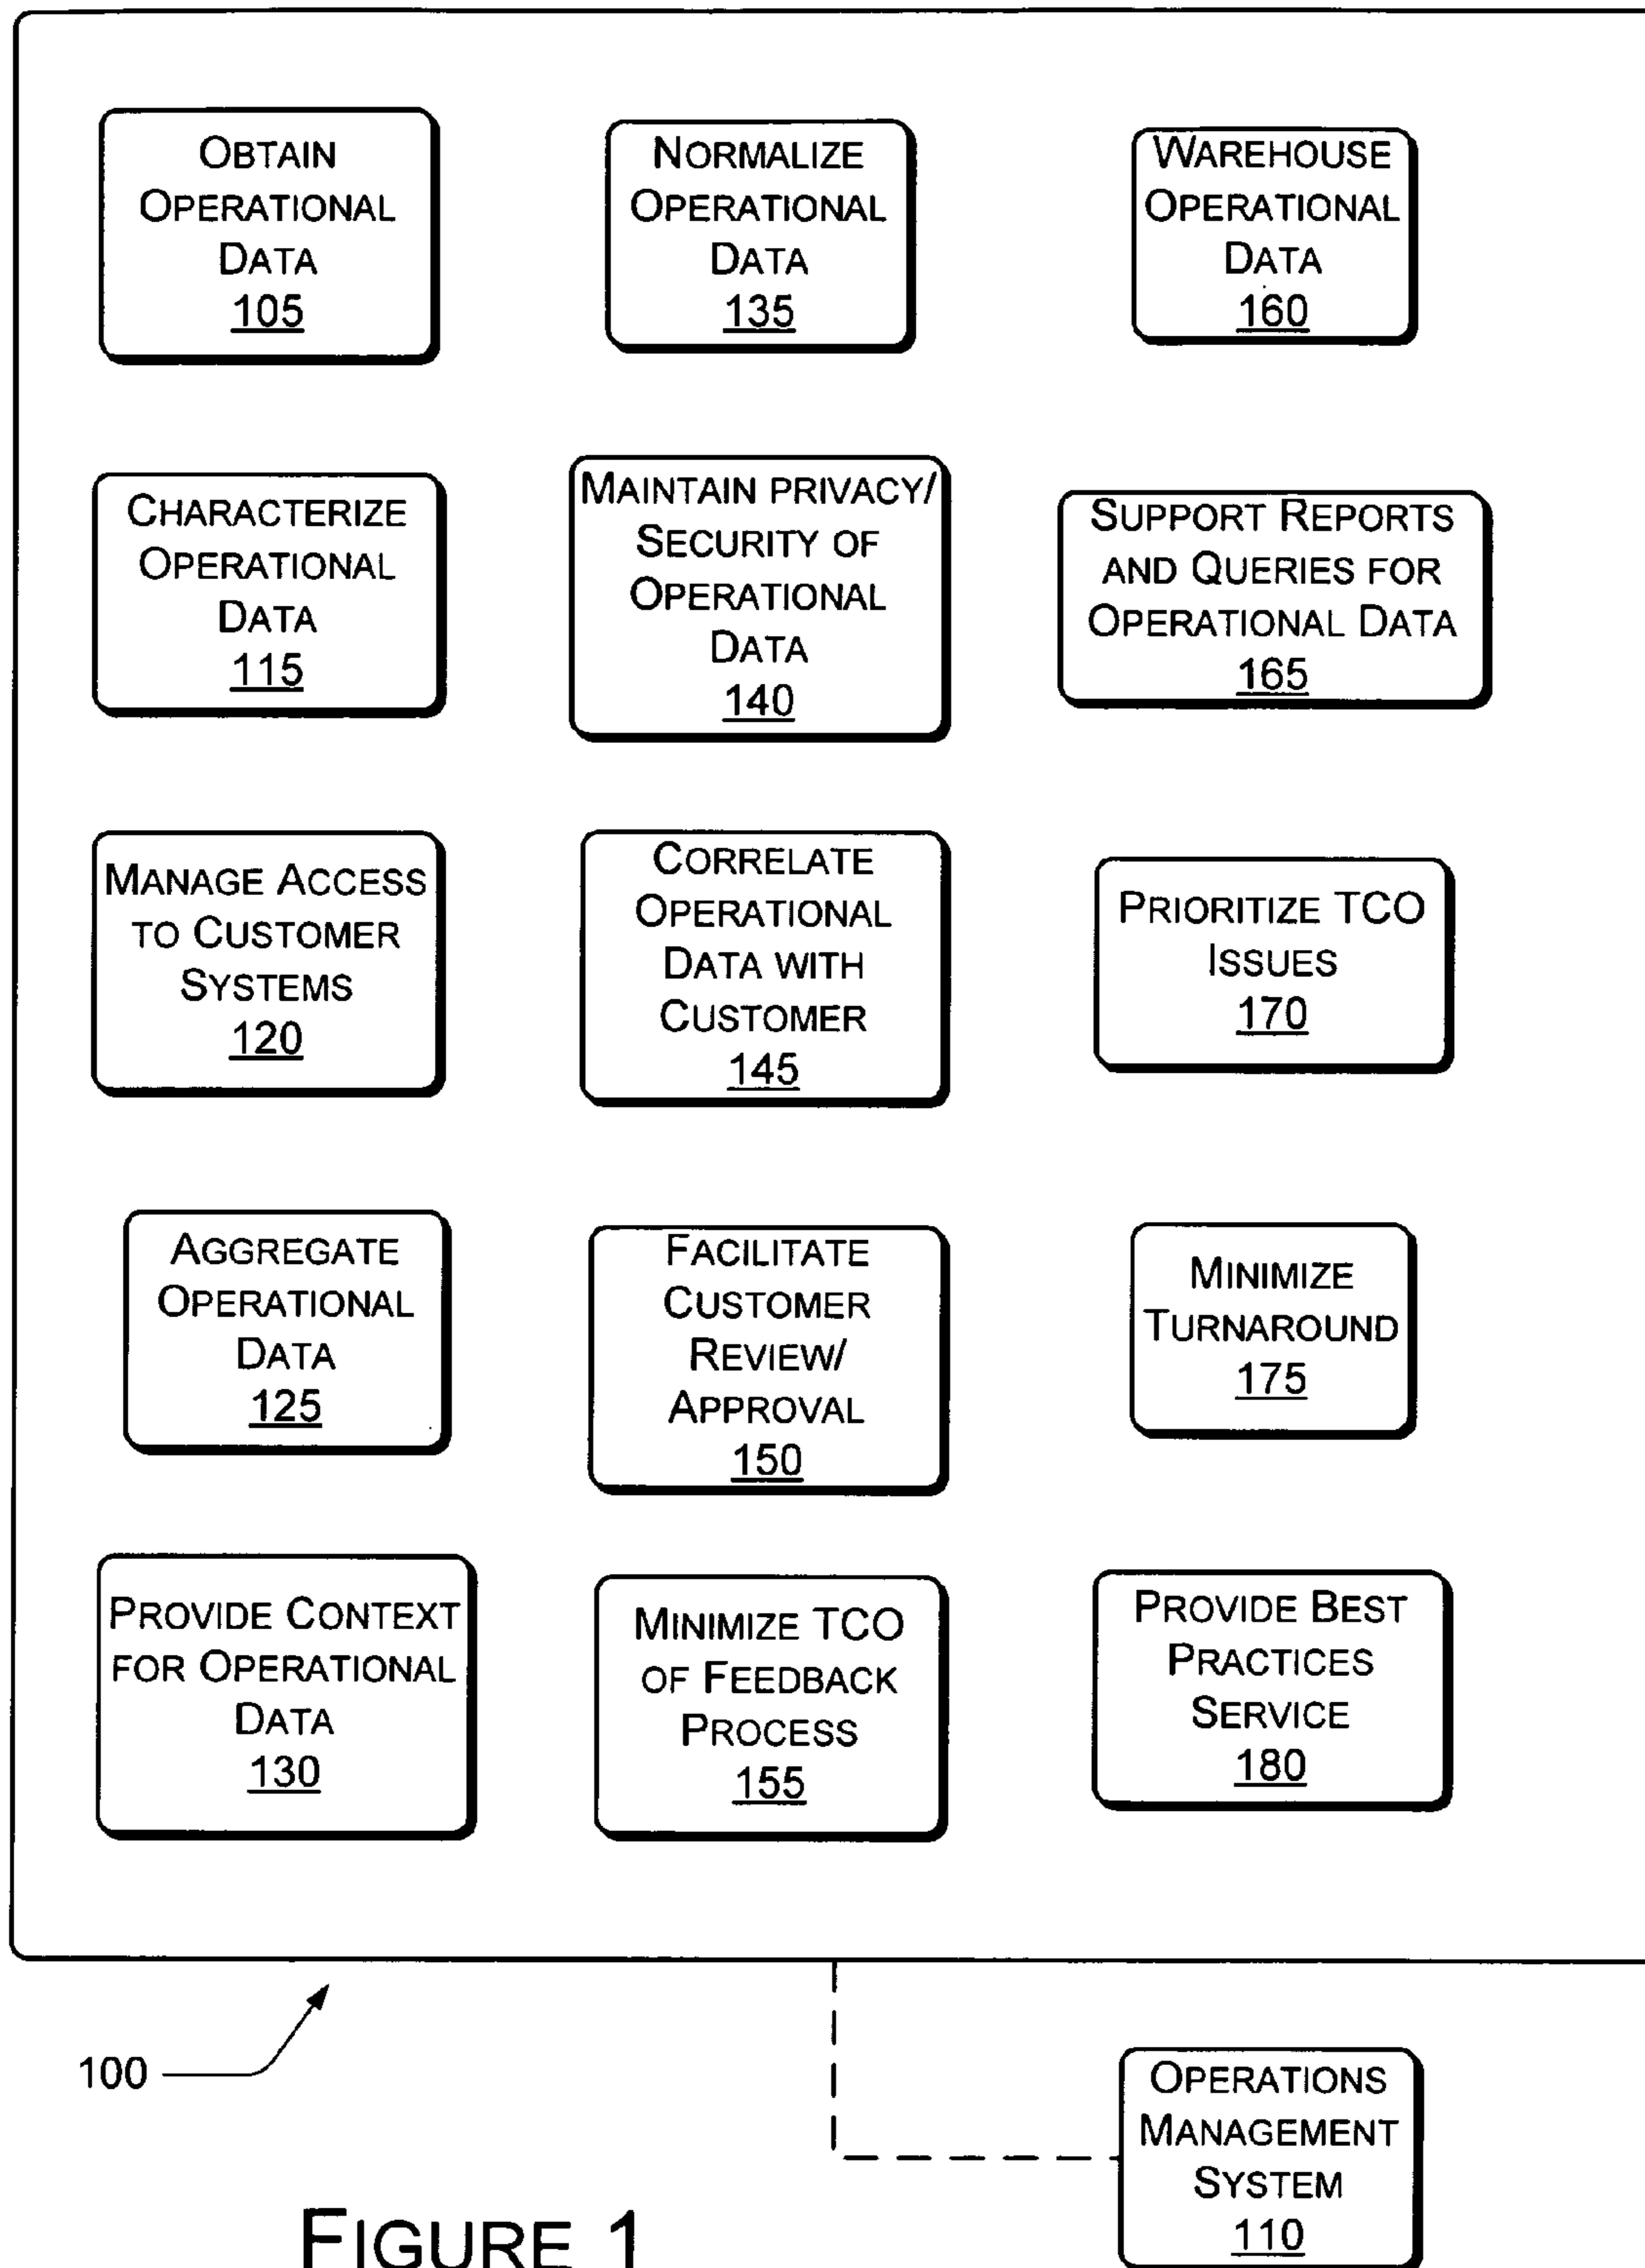 OBTAIN
OPERATIONAL
DATA
105
NORMALIZE
OPERATIONAL
DATA
135
WAREHOUSE
OPERATIONAL
DATA
160
CHARACTERIZE
OPERATIONAL
DATA
115
MAINTAIN PRIVACY/
SECURITY OF
OPERATIONAL
DATA
140
SUPPORT REPORTS
AND QUERIES FOR
OPERATIONAL DATA
165
MANAGE ACCESS
TO CUSTOMER
SYSTEMS
120
CORRELATE
OPERATIONAL
DATA WITH
CUSTOMER
145
PRIORITIZE TCO
ISSUES
170
AGGREGATE
OPERATIONAL
DATA
125
FACILITATE
CUSTOMER
REVIEW/
APPROVAL
150
MINIMIZE
TURNAROUND
175
PROVIDE CONTEXT
FOR OPERATIONAL
DATA
130
MINIMIZE TCO
OF FEEDBACK
PROCESS
155
PROVIDE BEST
PRACTICES
SERVICE
180
100
OPERATIONS
MANAGEMENT
SYSTEM
110
FIGURE 1